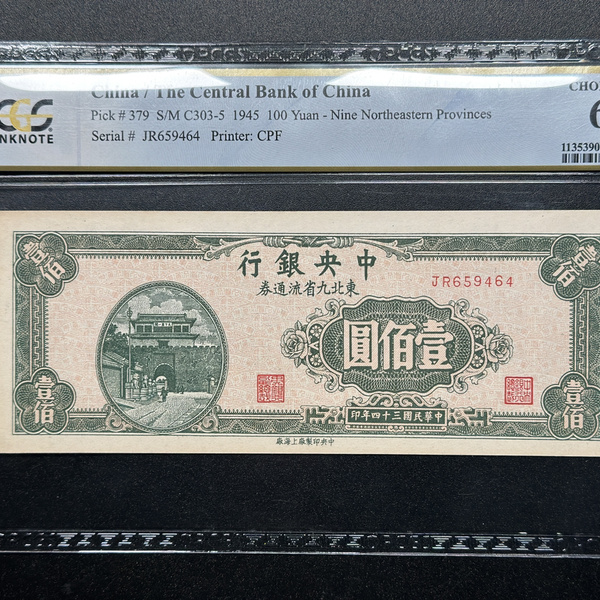 China / The Central Bank of China
CHOI
Pick # 379 S/M C303-5 1945 100 Yuan - Nine Northeastern Provinces
CGS
BANKNOTE
Serial # JR659464 Printer: CPF
6
1135390
壹佰
行銀央中
壹佰
券通流省九北東
JR659464
圓佰壹
壹佰
印年四十三國民華中
壹佰
廠海上廠製印央中